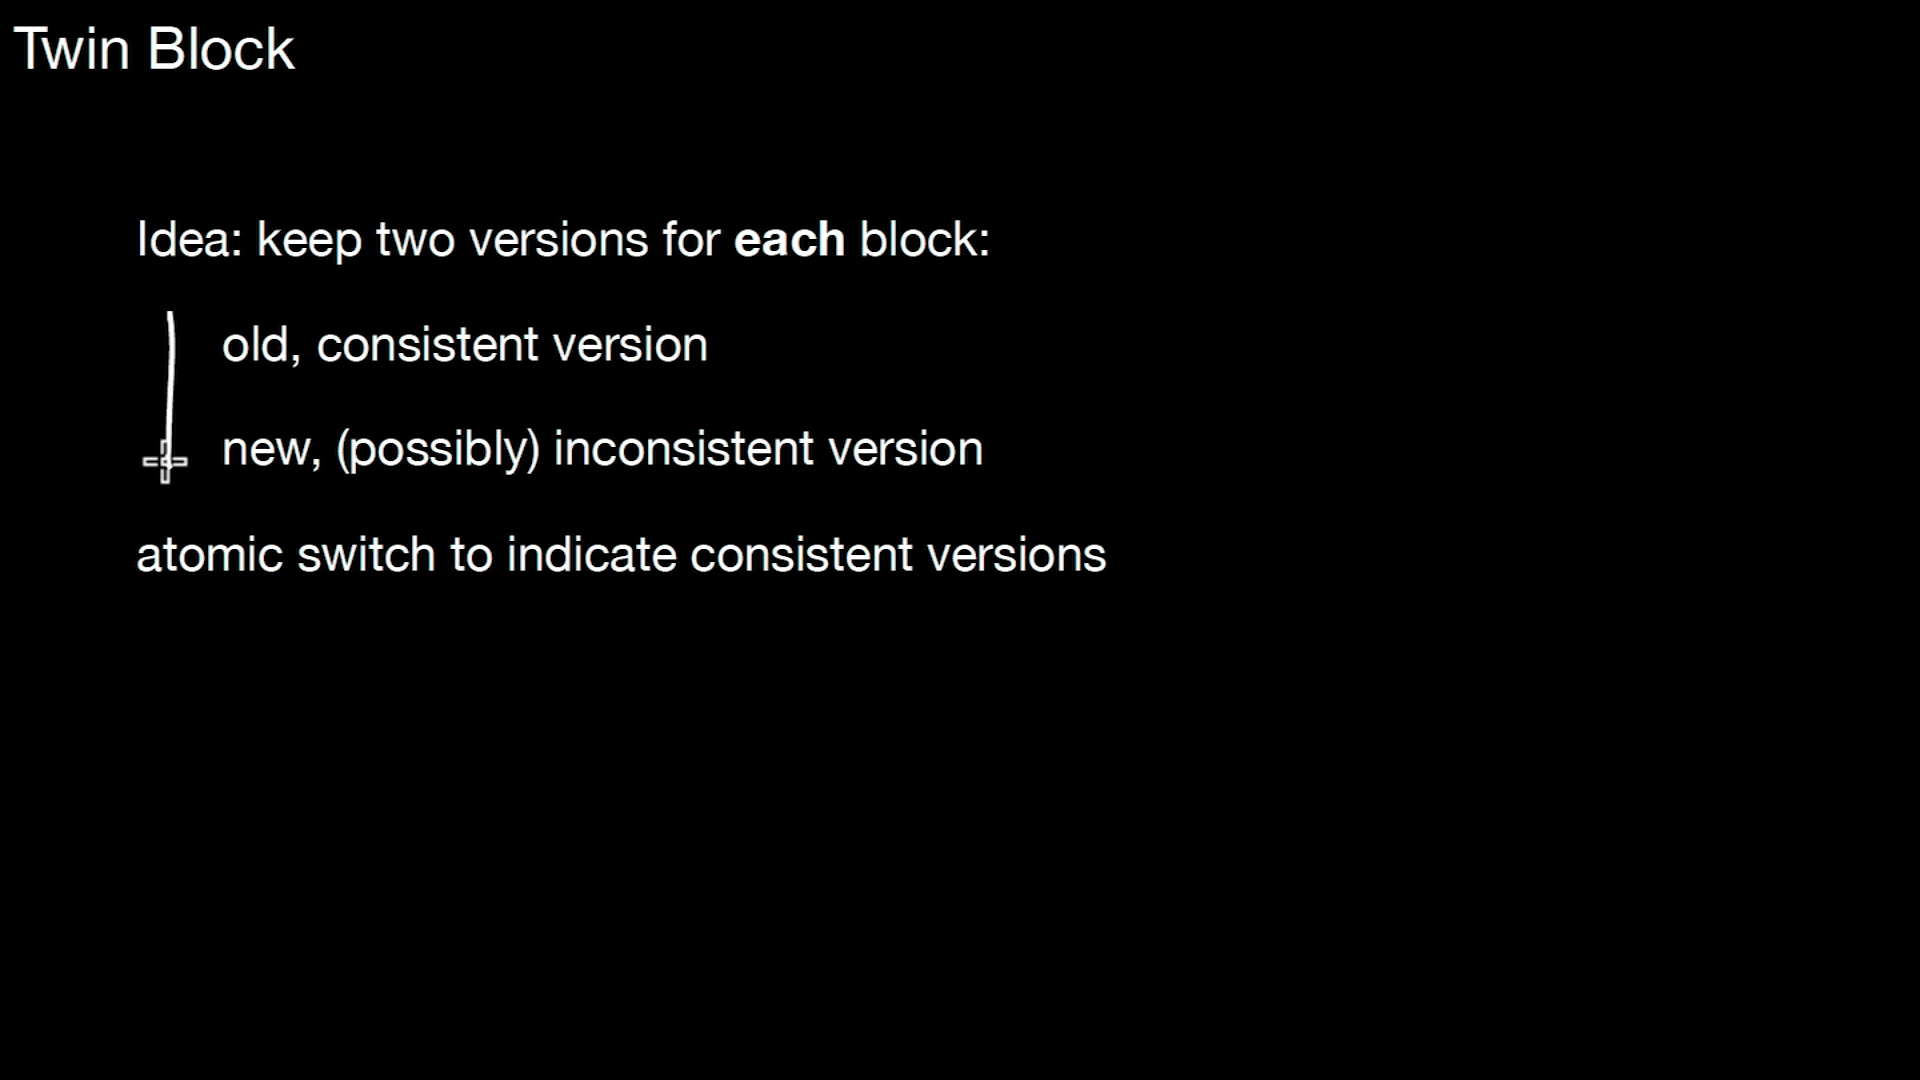 Twin Block
Idea: keep two versions for each block:
old, consistent version
new, (possibly) inconsistent version
atomic switch to indicate consistent versions